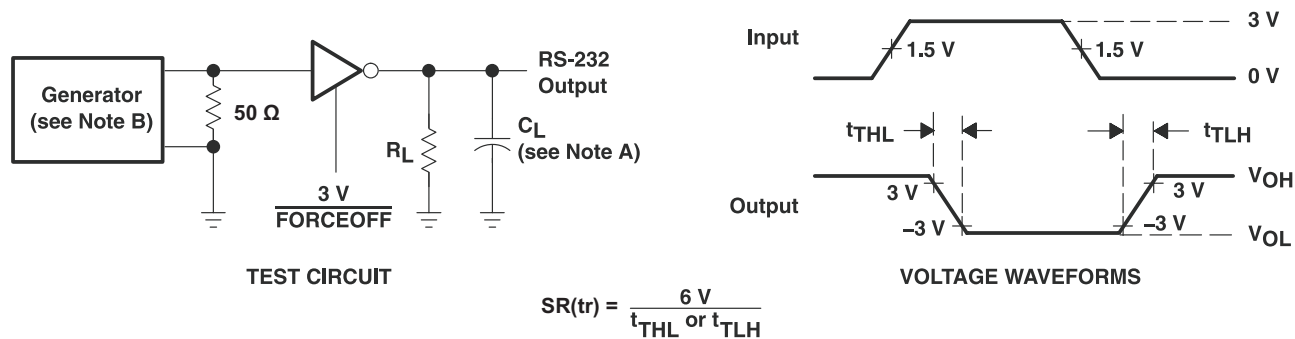 Generator
(see Note B)
50 Ω
3 V
FORCEOFF
RL
CL
(see Note A)
RS-232
Output
TEST CIRCUIT
Input
1.5 V
1.5 V
3 V
0 V
tTHL
tTLH
Output
3 V
–3 V
3 V
–3 V
VOH
VOL
VOLTAGE WAVEFORMS
SR(tr) = 6 V
tTHL or tTLH